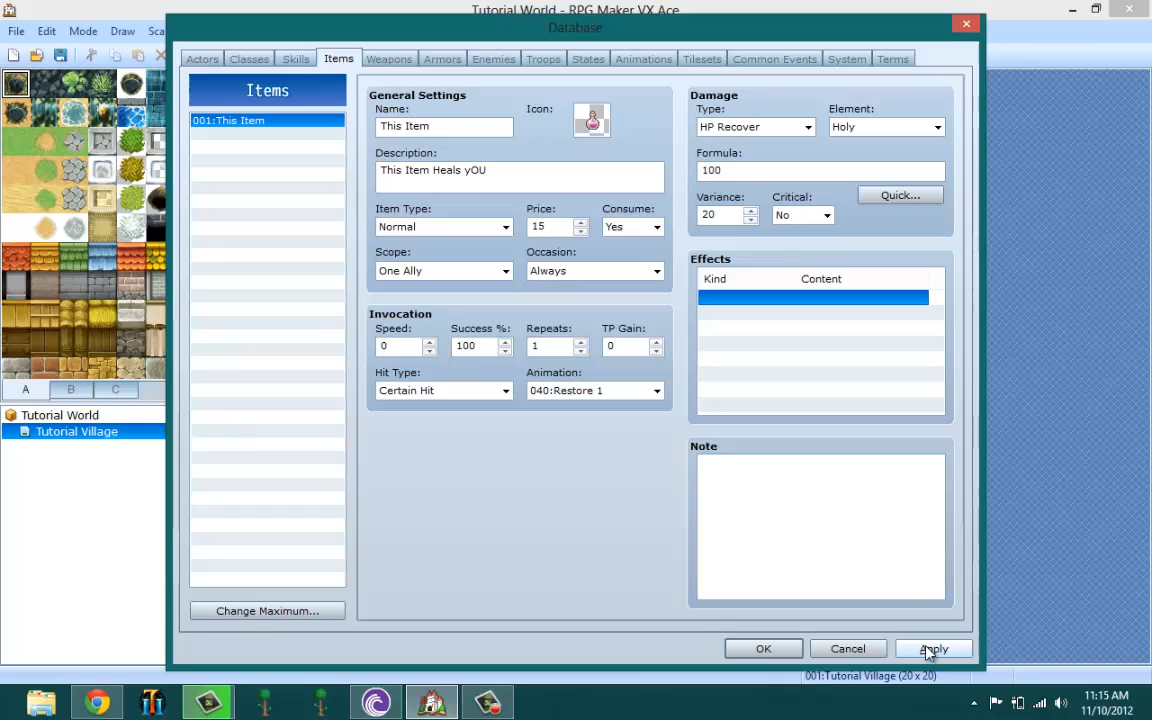 Tutorial World - RPG Maker VX Ace
File Edit Mode Draw Sca
Database
Actors Classes Skills Items Weapons Armors Enemies Troops States Animations Tilesets Common Events System Terms
Items
001:This Item
Change Maximum...
General Settings
Name:
Icon:
This Item
Description:
This Item Heals yOU
Item Type:
Price:
Consume:
Normal
15
Yes
Scope:
Occasion:
One Ally
Always
Invocation
Speed:
Success %:
Repeats:
TP Gain:
0
100
1
0
Hit Type:
Animation:
Certain Hit
040:Restore 1
Damage
Type:
Element:
HP Recover
Holy
Formula:
100
Variance:
Critical:
Quick...
20
No
Effects
Kind
Content
Note
OK
Cancel
Apply
A B C
Tutorial World
Tutorial Village
001:Tutorial Village (20 x 20)
11:15 AM
11/10/2012